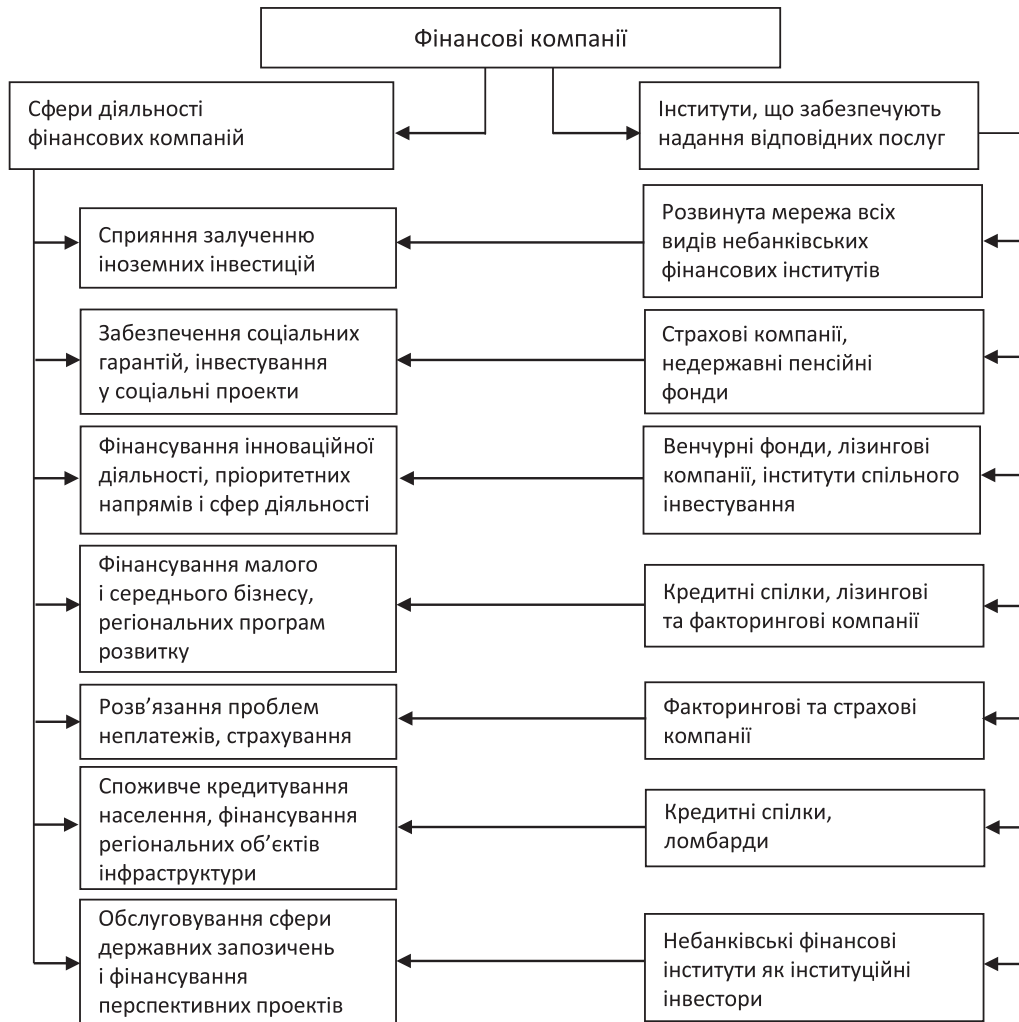 Фінансові компанії
Сфери діяльності
фінансових компаній
Інститути, що забезпечують
надання відповідних послуг
Сприяння залученню
іноземних інвестицій
Розвинута мережа всіх
видів небанківських
фінансових інститутів
Забезпечення соціальних
гарантій, інвестування
у соціальні проекти
Страхові компанії,
недержавні пенсійні
фонди
Фінансування інноваційної
діяльності, пріоритетних
напрямів і сфер діяльності
Венчурні фонди, лізингові
компанії, інститути спільного
інвестування
Фінансування малого
і середнього бізнесу,
регіональних програм
розвитку
Кредитні спілки, лізингові
та факторингові компанії
Розв’язання проблем
неплатежів, страхування
Факторингові та страхові
компанії
Споживче кредитування
населення, фінансування
регіональних об’єктів
інфраструктури
Кредитні спілки,
ломбарди
Обслуговування сфери
державних запозичень
і фінансування
перспективних проектів
Небанківські фінансові
інститути як інституційні
інвестори